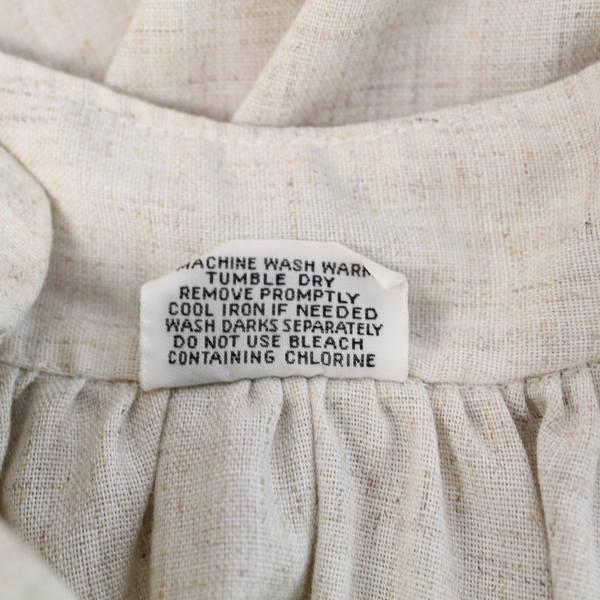 MACHINE WASH WARM
TUMBLE DRY
REMOVE PROMPTLY
COOL IRON IF NEEDED
WASH DARKS SEPARATELY
DO NOT USE BLEACH
CONTAINING CHLORINE